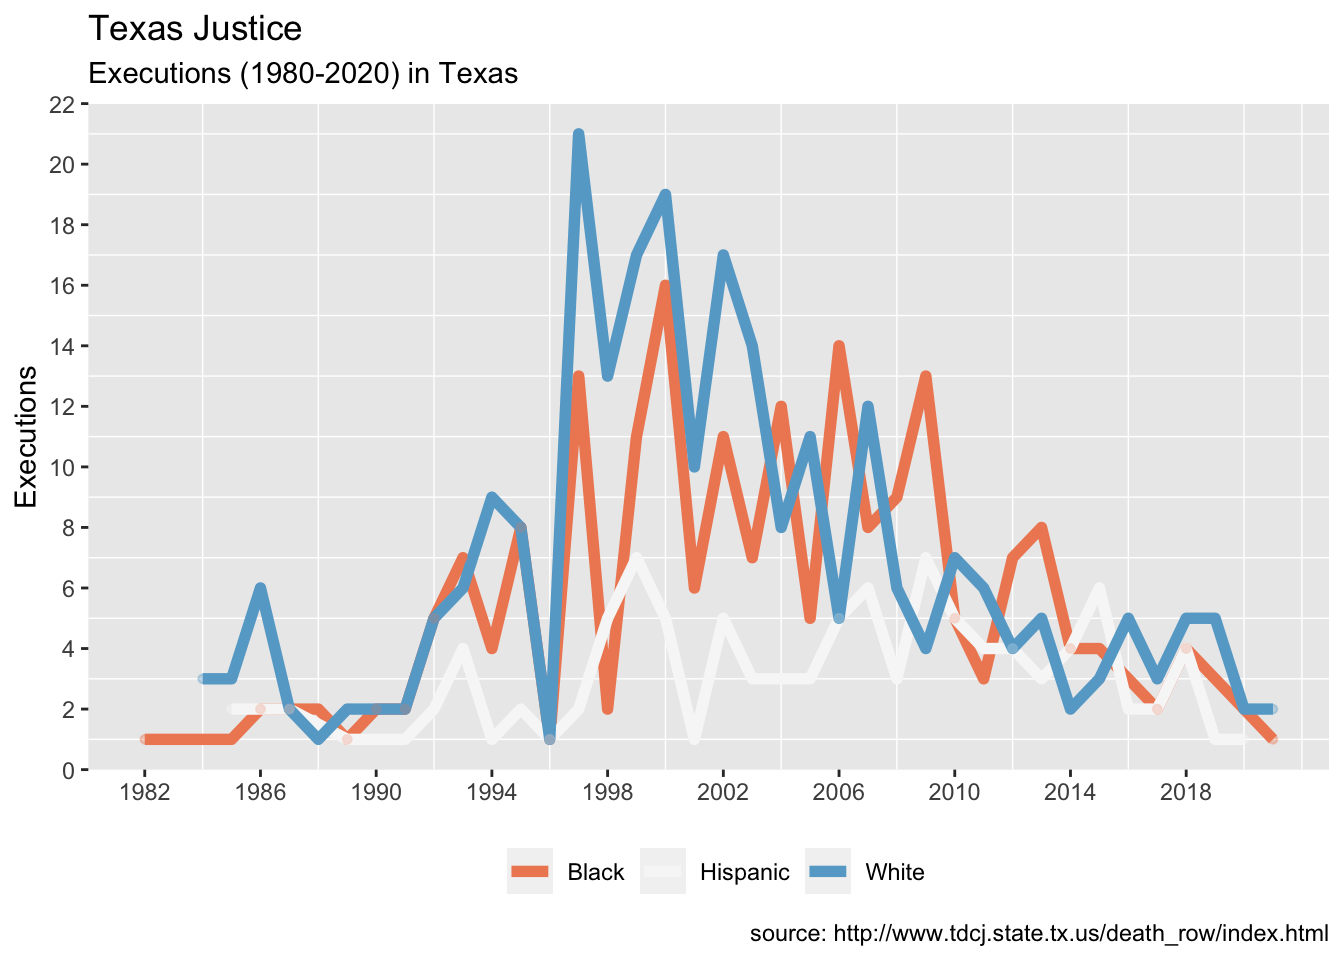 Texas Justice
Executions (1980-2020) in Texas
Executions
22
20
18
16
14
12
10
8
6
4
2
0
1982 1986 1990 1994 1998 2002 2006 2010 2014 2018
Black Hispanic White
source: http://www.tdcj.state.tx.us/death_row/index.html